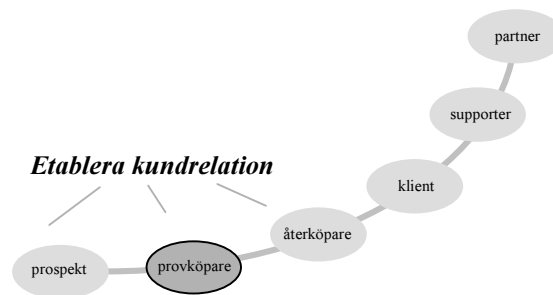 partner
supporter
Etablera kundrelation
klient
återköpare
provköpare
prospekt